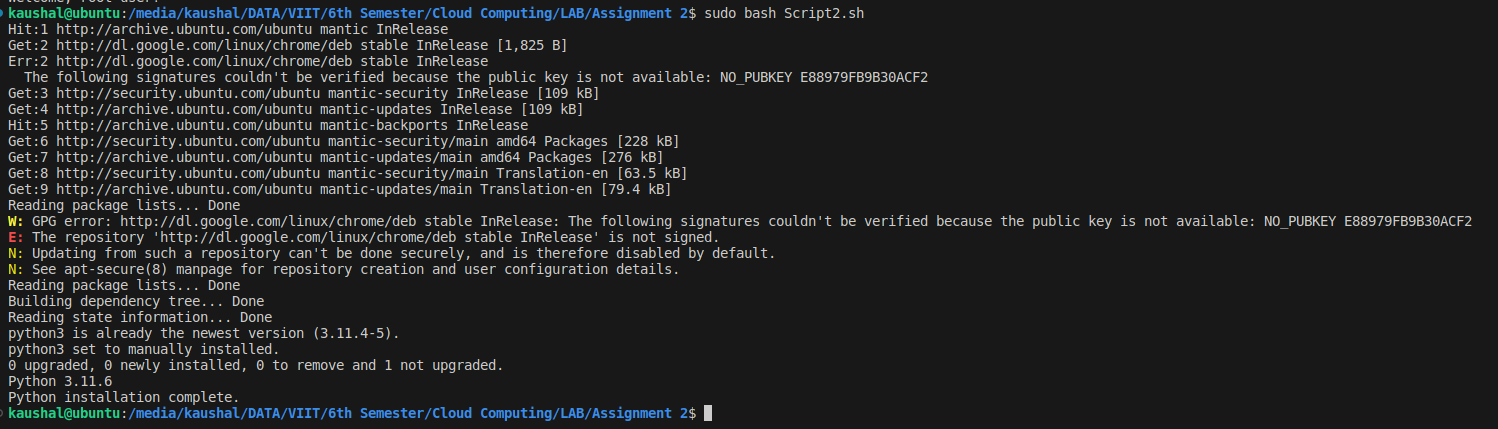 Welcome, root user!
kaushal@ubuntu:/media/kaushal/DATA/VIIT/6th Semester/Cloud Computing/LAB/Assignment 2$ sudo bash Script2.sh
Hit:1 http://archive.ubuntu.com/ubuntu mantic InRelease
Get:2 http://dl.google.com/linux/chrome/deb stable InRelease [1,825 B]
Err:2 http://dl.google.com/linux/chrome/deb stable InRelease
  The following signatures couldn't be verified because the public key is not available: NO_PUBKEY E88979FB9B30ACF2
Get:3 http://security.ubuntu.com/ubuntu mantic-security InRelease [109 kB]
Get:4 http://archive.ubuntu.com/ubuntu mantic-updates InRelease [109 kB]
Hit:5 http://archive.ubuntu.com/ubuntu mantic-backports InRelease
Get:6 http://security.ubuntu.com/ubuntu mantic-security/main amd64 Packages [228 kB]
Get:7 http://archive.ubuntu.com/ubuntu mantic-updates/main amd64 Packages [276 kB]
Get:8 http://security.ubuntu.com/ubuntu mantic-security/main Translation-en [63.5 kB]
Get:9 http://archive.ubuntu.com/ubuntu mantic-updates/main Translation-en [79.4 kB]
Reading package lists... Done
W: GPG error: http://dl.google.com/linux/chrome/deb stable InRelease: The following signatures couldn't be verified because the public key is not available: NO_PUBKEY E88979FB9B30ACF2
E: The repository 'http://dl.google.com/linux/chrome/deb stable InRelease' is not signed.
N: Updating from such a repository can't be done securely, and is therefore disabled by default.
N: See apt-secure(8) manpage for repository creation and user configuration details.
Reading package lists... Done
Building dependency tree... Done
Reading state information... Done
python3 is already the newest version (3.11.4-5).
python3 set to manually installed.
0 upgraded, 0 newly installed, 0 to remove and 1 not upgraded.
Python 3.11.6
Python installation complete.
kaushal@ubuntu:/media/kaushal/DATA/VIIT/6th Semester/Cloud Computing/LAB/Assignment 2$